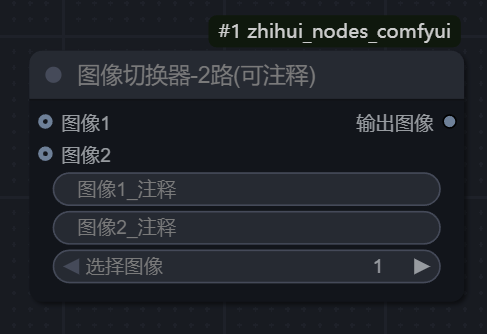 #1 zhihui_nodes_comfyui
图像切换器-2路(可注释)
图像1 输出图像
图像2
图像1_注释
图像2_注释
选择图像 1